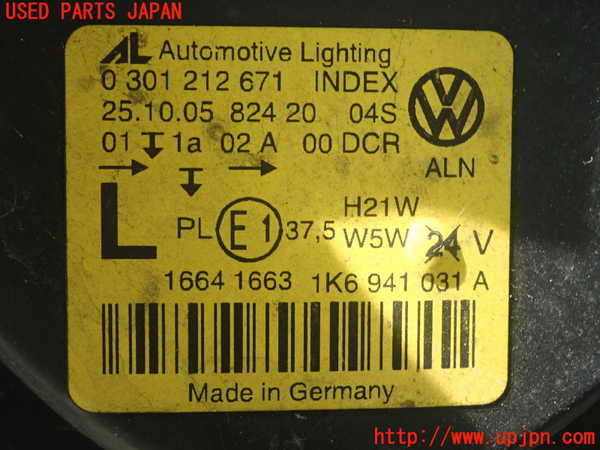 USED PARTS JAPAN
AL Automotive Lighting
0 301 212 671 INDEX
25.10.05 824 20 04S
01 1a 02 A 00 DCR
VW
ALN
L PL E1 37,5 H21W
W5W 24 V
1664 1663 1K6 941 031 A
Made in Germany
http://www.upjpn.com/